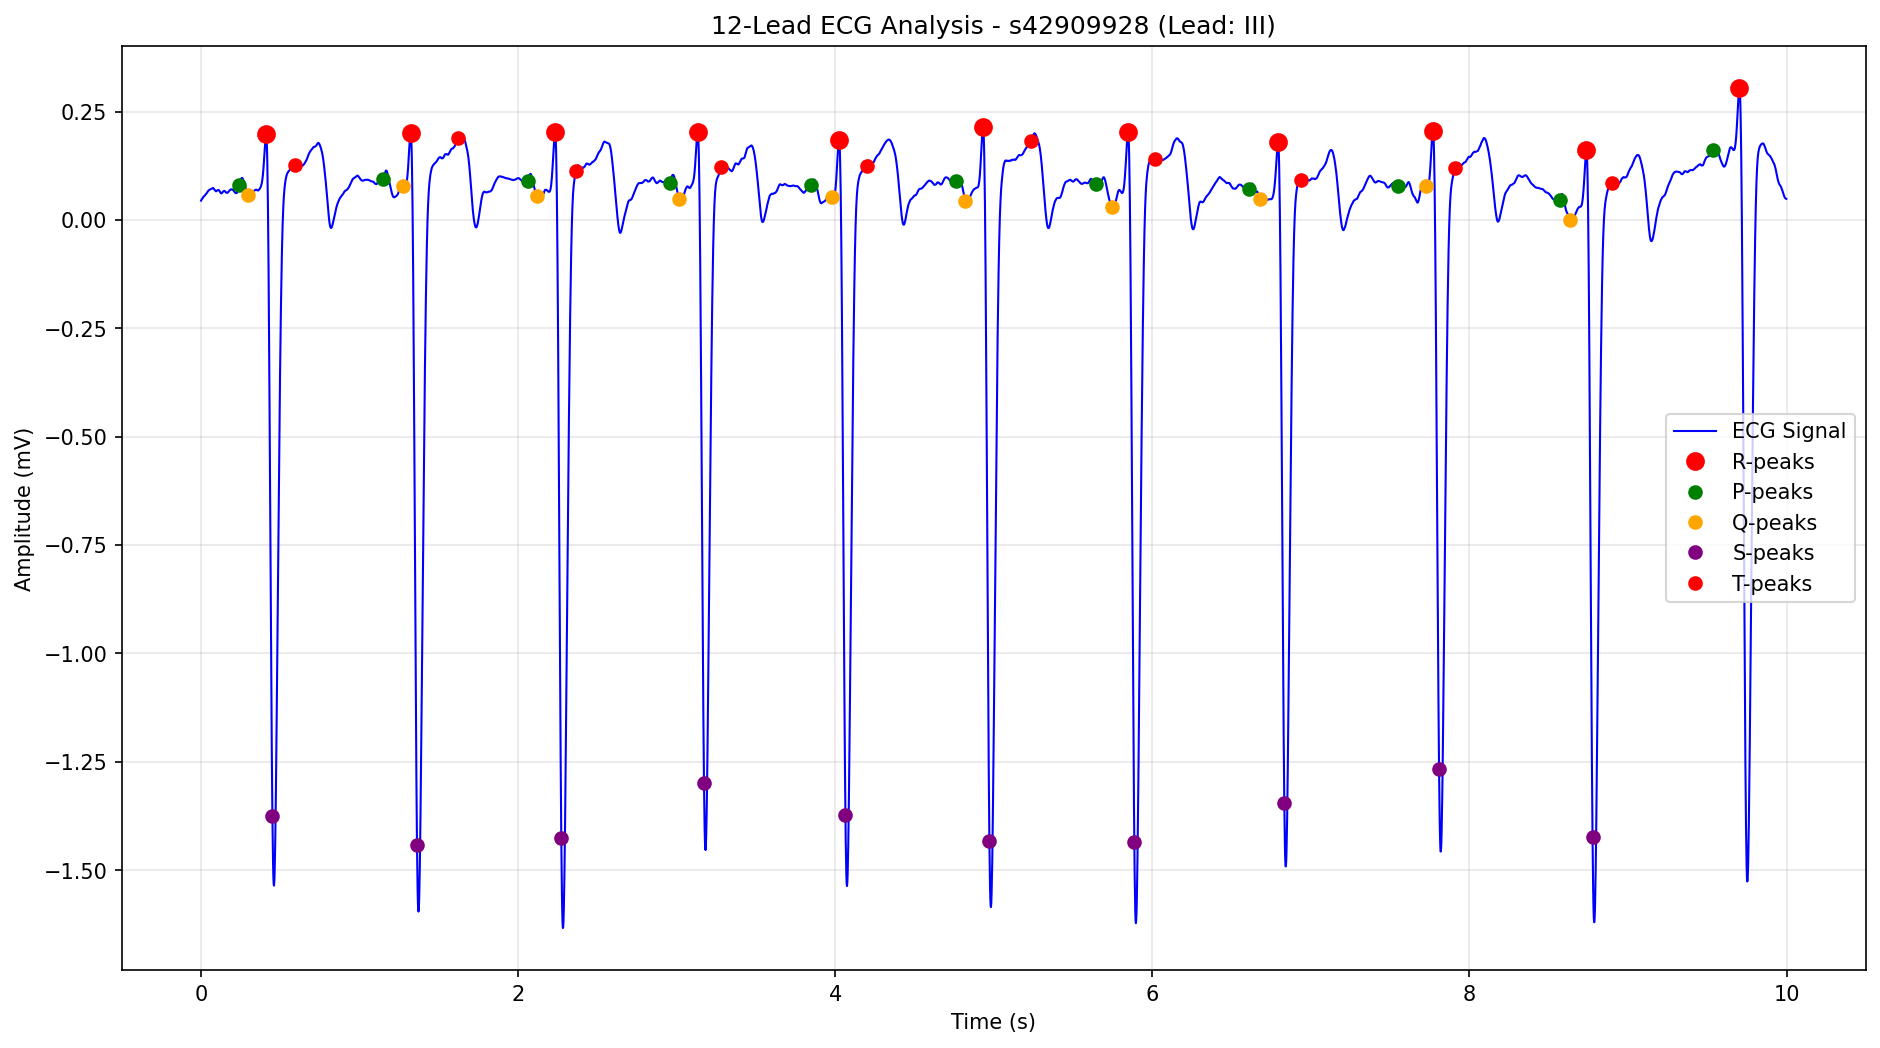 12-Lead ECG Analysis - s42909928 (Lead: III)
Amplitude (mV)
0.25
0.00
−0.25
−0.50
−0.75
−1.00
−1.25
−1.50
ECG Signal
R-peaks
P-peaks
Q-peaks
S-peaks
T-peaks
0 2 4 6 8 10
Time (s)